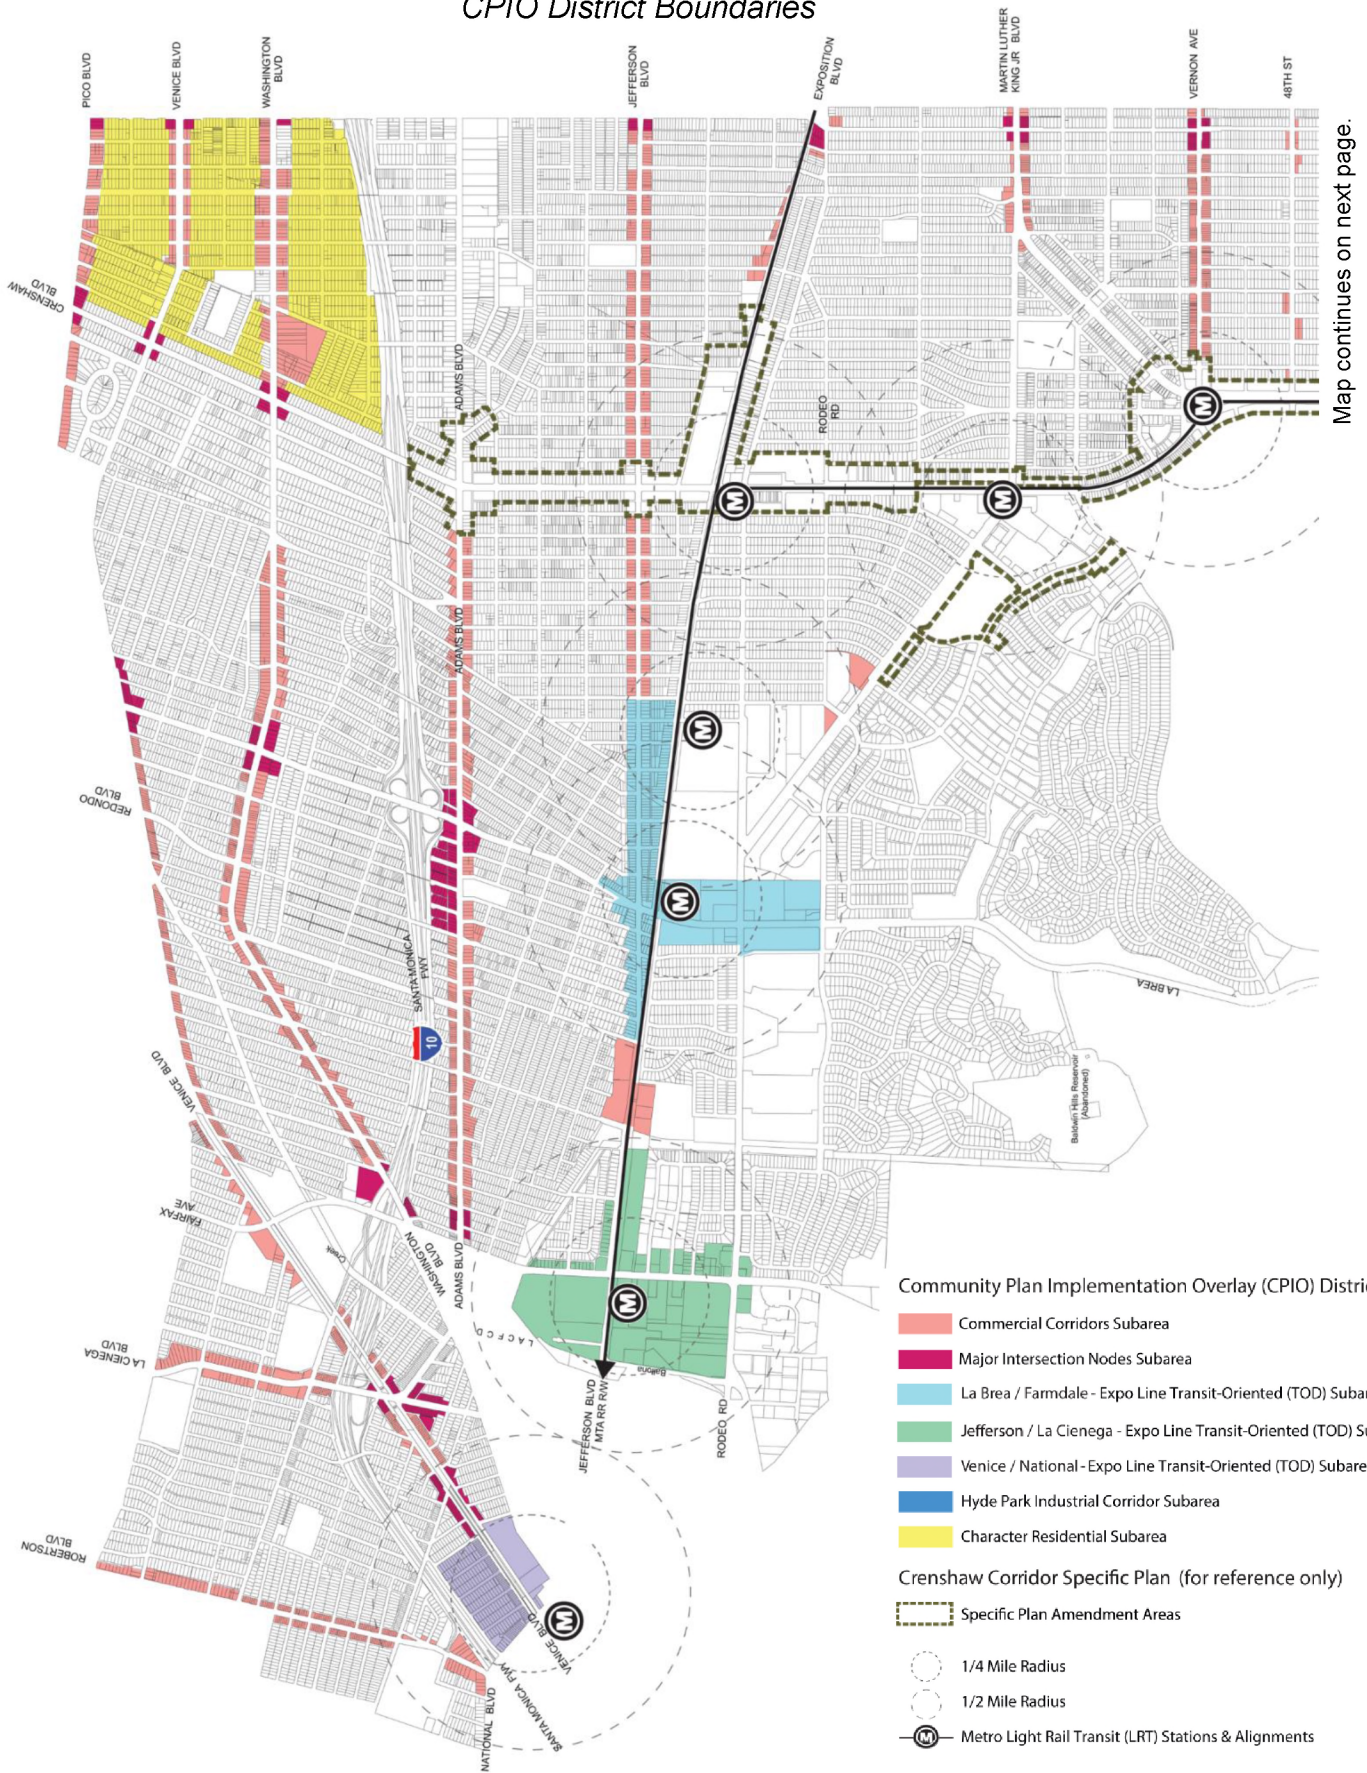 CPIO District Boundaries
PICO BLVD
VENICE BLVD
WASHINGTON
BLVD
JEFFERSON
BLVD
EXPOSITION
BLVD
MARTIN LUTHER
KING JR BLVD
VERNON AVE
48TH ST
Map continues on next page.
CRENSHAW
BLVD
ADAMS BLVD
RODEO
RD
M
M
M
ADAMS BLVD
M
REDONDO
BLVD
M
SANTA MONICA
FWY
10
LA BREA
VENICE BLVD
Baldwin Hills Reservoir
(Abandoned)
FAIRFAX
AVE
Creek
WASHINGTON
BLVD
ADAMS BLVD
LACFCD
M
Ballona
LA CIENEGA
BLVD
JEFFERSON BLVD
MTA RR R/W
RODEO RD
ROBERTSON
BLVD
M
VENICE BLVD
SANTA MONICA FWY
NATIONAL BLVD
Community Plan Implementation Overlay (CPIO) Distri
Commercial Corridors Subarea
Major Intersection Nodes Subarea
La Brea / Farmdale - Expo Line Transit-Oriented (TOD) Subar
Jefferson / La Cienega - Expo Line Transit-Oriented (TOD) Su
Venice / National - Expo Line Transit-Oriented (TOD) Subare
Hyde Park Industrial Corridor Subarea
Character Residential Subarea
Crenshaw Corridor Specific Plan (for reference only)
Specific Plan Amendment Areas
1/4 Mile Radius
1/2 Mile Radius
M
Metro Light Rail Transit (LRT) Stations & Alignments